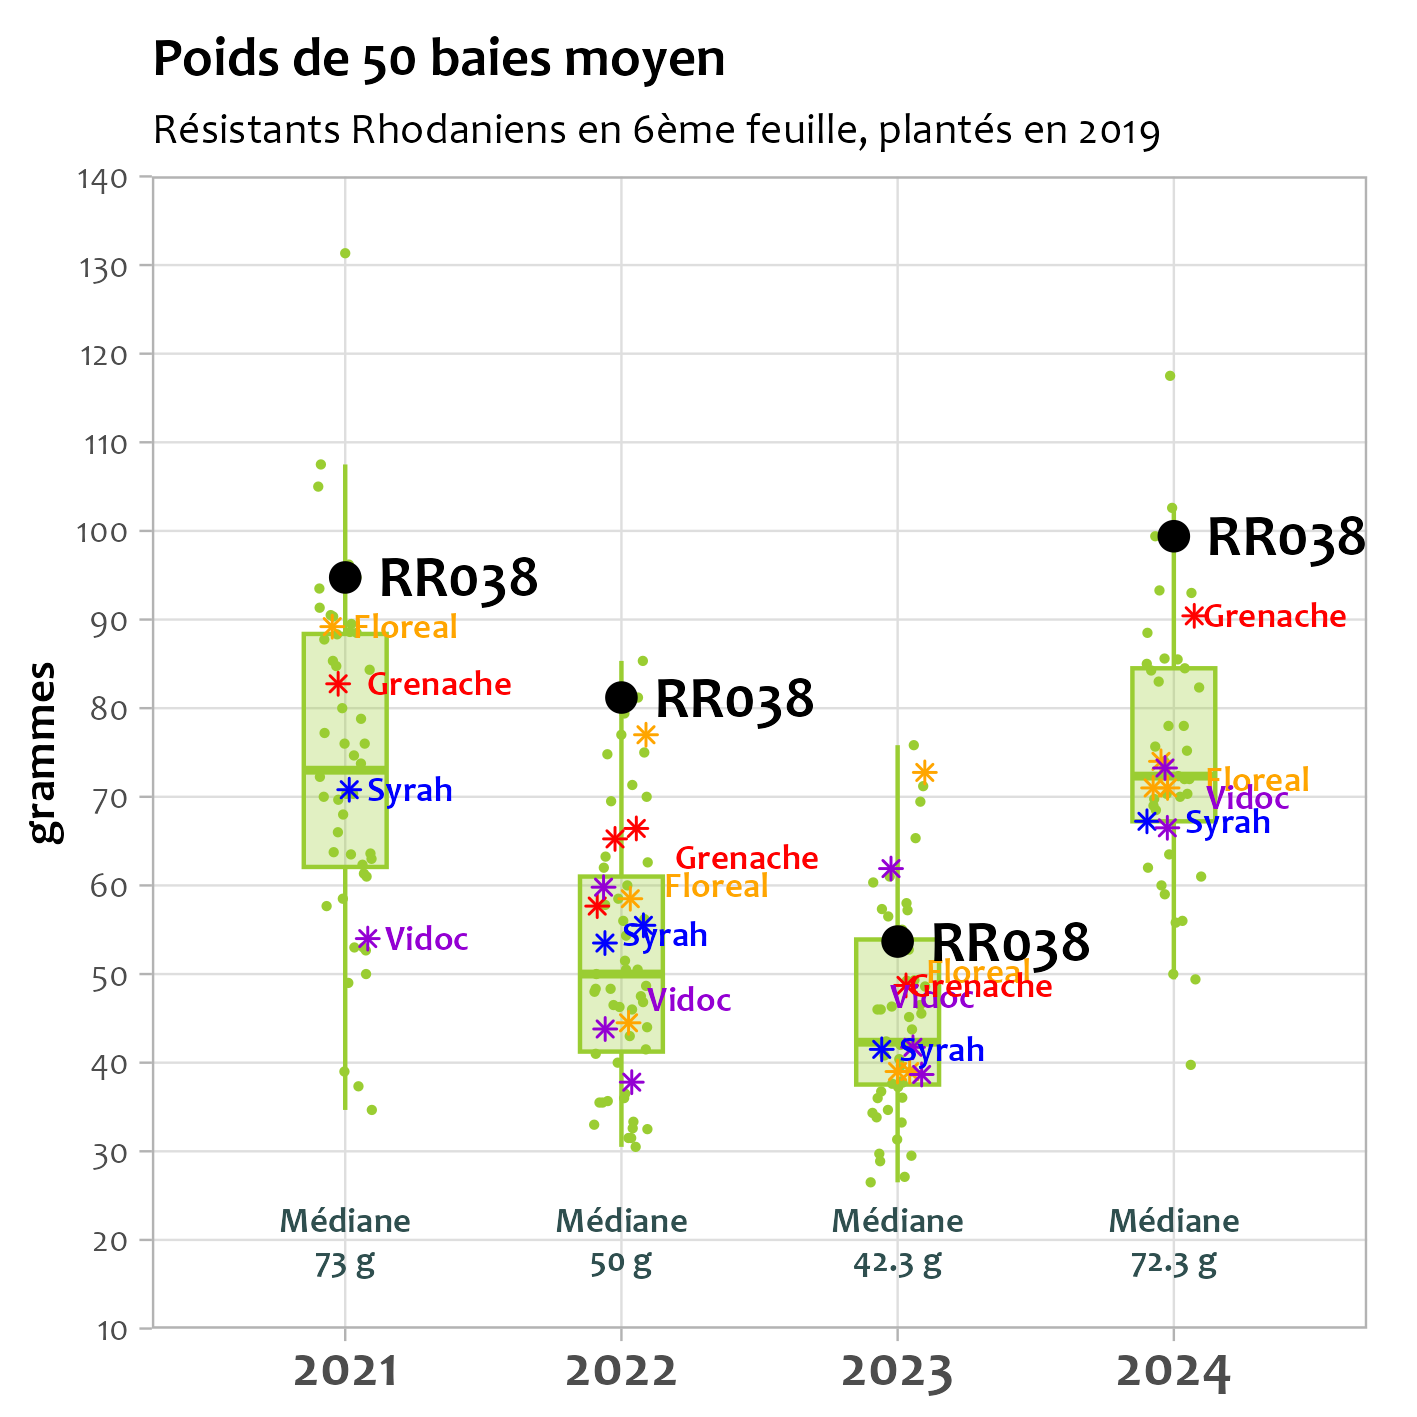 Poids de 50 baies moyen
Résistants Rhodaniens en 6ème feuille, plantés en 2019
grammes
140
130
120
110
100
90
80
70
60
50
40
30
20
10
RR038
Floreal
Grenache
Syrah
Vidoc
Médiane
73 g
RR038
Grenache
Floreal
Syrah
Vidoc
Médiane
50 g
RR038
Floreal
Grenache
Vidoc
Syrah
Médiane
42.3 g
RR038
Grenache
Floreal
Vidoc
Syrah
Médiane
72.3 g
2021
2022
2023
2024